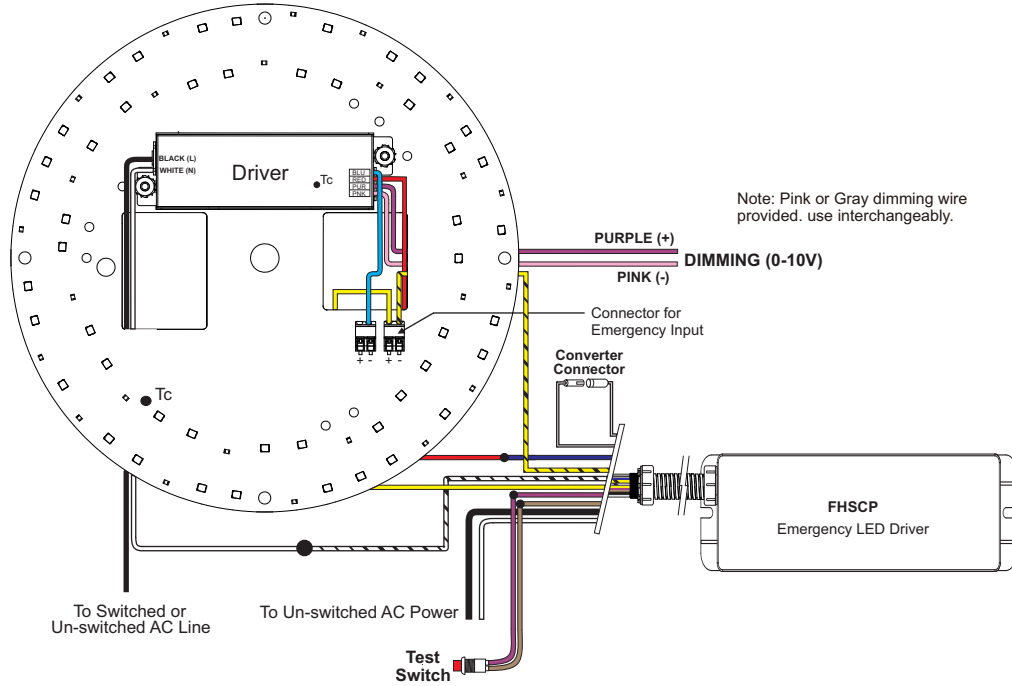 BLACK (L)
WHITE (N)
Driver
Tc
BLU
RED
PUR
PNK
Note: Pink or Gray dimming wire
provided. use interchangeably.
PURPLE (+)
DIMMING (0-10V)
PINK (-)
Connector for
Emergency Input
+ - + -
Converter
Connector
Tc
FHSCP
Emergency LED Driver
To Switched or
Un-switched AC Line
To Un-switched AC Power
Test
Switch